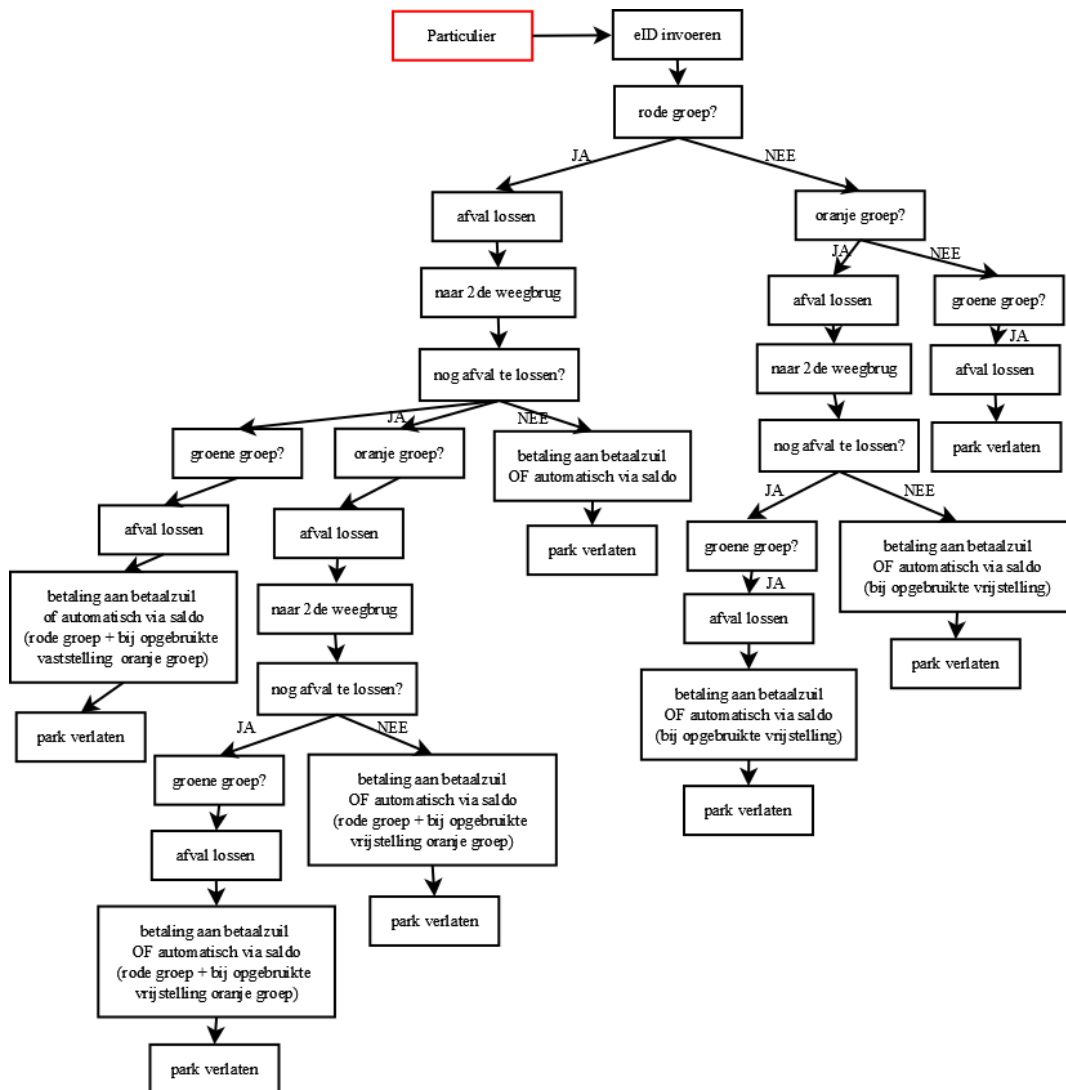 Particulier
eID invoeren
rode groep?
JA
NEE
afval lossen
oranje groep?
JA
NEE
naar 2de weegbrug
afval lossen
groene groep?
JA
nog afval te lossen?
naar 2de weegbrug
afval lossen
JA
NEE
groene groep?
oranje groep?
betaling aan betaalzuil
OF automatisch via saldo
nog afval te lossen?
park verlaten
JA
NEE
afval lossen
afval lossen
park verlaten
groene groep?
betaling aan betaalzuil
OF automatisch via saldo
(bij opgebruikte vrijstelling)
JA
betaling aan betaalzuil
of automatisch via saldo
(rode groep + bij opgebruikte
vaststelling oranje groep)
naar 2de weegbrug
afval lossen
park verlaten
nog afval te lossen?
betaling aan betaalzuil
OF automatisch via saldo
(bij opgebruikte vrijstelling)
park verlaten
JA
NEE
groene groep?
betaling aan betaalzuil
OF automatisch via saldo
(rode groep + bij opgebruikte
vrijstelling oranje groep)
park verlaten
afval lossen
park verlaten
betaling aan betaalzuil
OF automatisch via saldo
(rode groep + bij opgebruikte
vrijstelling oranje groep)
park verlaten